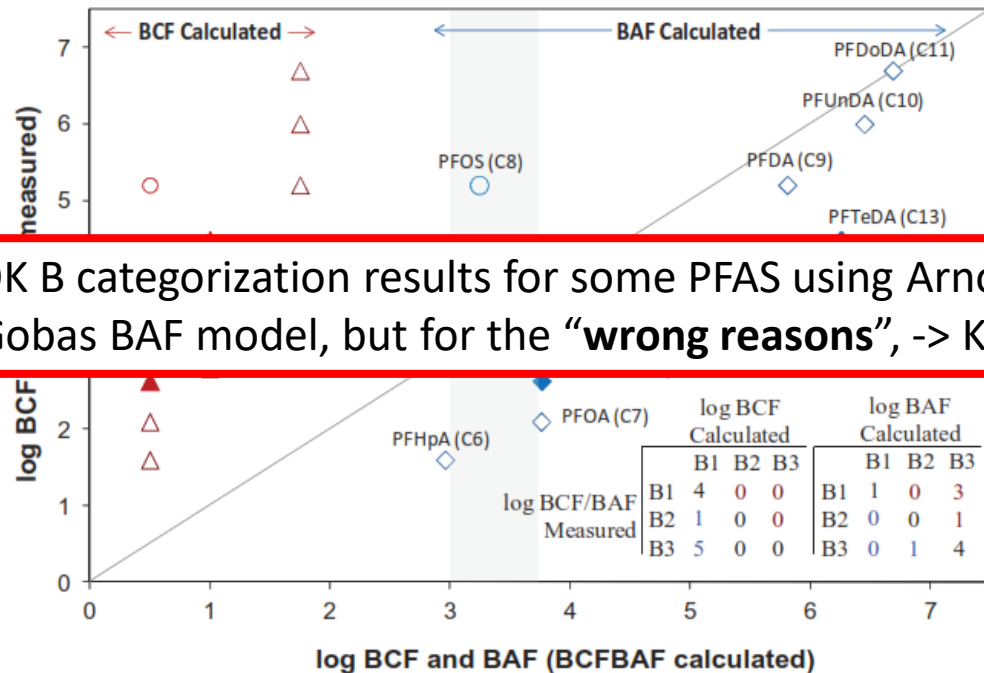 BCF Calculated
BAF Calculated
7
PFDoDA (C11)
PFUnDA (C10)
6
PFOS (C8)
PFDA (C9)
5
PFTeDA (C13)
measured)
OK B categorization results for some PFAS using
Gobas BAF model, but for the “wrong reasons”, -> K
log BCF
2
PFHpA (C6)
PFOA (C7)
1
0
log BCF log BAF
Calculated Calculated
B1 B2 B3 B1 B2 B3
log BCF/BAF B1 4 0 0 B1 1 0 3
Measured B2 1 0 0 B2 0 0 1
B3 5 0 0 B3 0 1 4
0 1 2 3 4 5 6 7
log BCF and BAF (BCFBAF calculated)